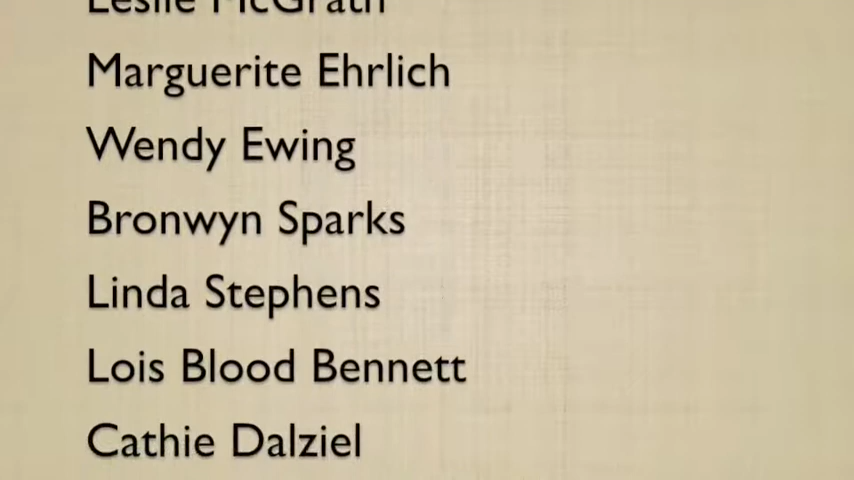 Leslie McGrath
Marguerite Ehrlich
Wendy Ewing
Bronwyn Sparks
Linda Stephens
Lois Blood Bennett
Cathie Dalziel